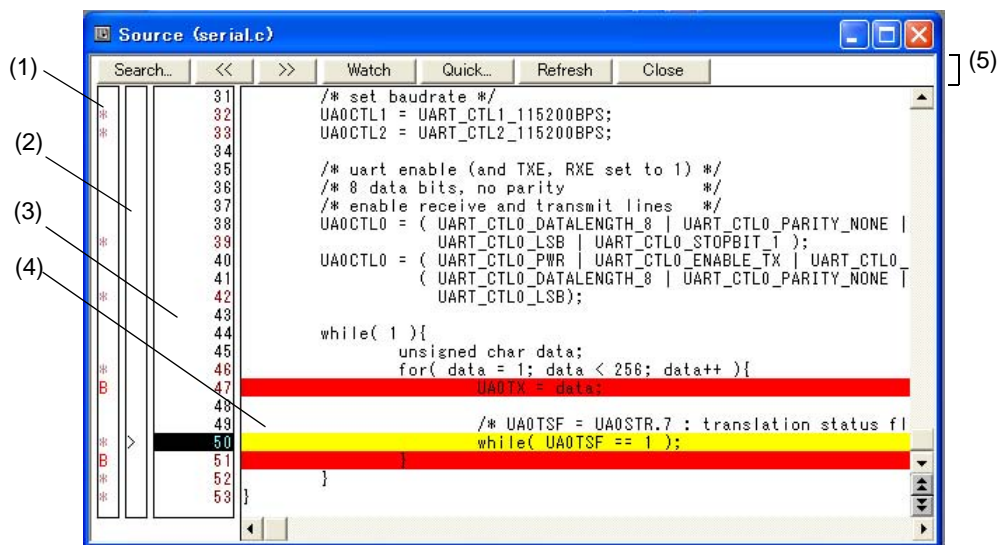 Source (serial.c)
(1)
Search... << >> Watch Quick... Refresh Close
(5)
31 /* set baudrate */
* 32 UA0CTL1 = UART_CTL1_115200BPS;
* 33 UA0CTL2 = UART_CTL2_115200BPS;
(2)
34
35 /* uart enable (and TXE, RXE set to 1) */
36 /* 8 data bits, no parity */
37 /* enable receive and transmit lines */
(3)
38 UA0CTL0 = ( UART_CTL0_DATALENGTH_8 | UART_CTL0_PARITY_NONE |
* 39 UART_CTL0_LSB | UART_CTL0_STOPBIT_1 );
(4)
40 UA0CTL0 = ( UART_CTL0_PWR | UART_CTL0_ENABLE_TX | UART_CTL0_
41 ( UART_CTL0_DATALENGTH_8 | UART_CTL0_PARITY_NONE |
* 42 UART_CTL0_LSB);
43
44 while( 1 ){
45 unsigned char data;
* 46 for( data = 1; data < 256; data++ ){
B 47 UA0TX = data;
48
49 /* UA0TSF = UA0STR.7 : translation status fl
* > 50 while( UA0TSF == 1 );
B 51 }
* 52 }
* 53 }